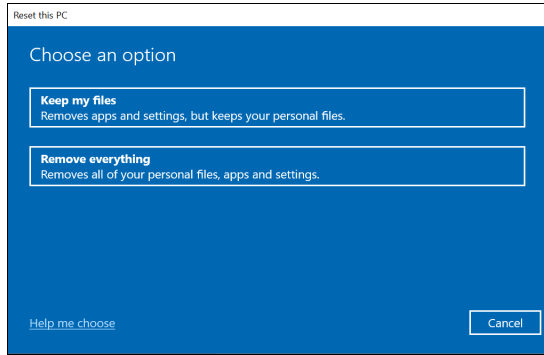 Reset this PC
Choose an option
Keep my files
Removes apps and settings, but keeps your personal files.
Remove everything
Removes all of your personal files, apps and settings.
Help me choose
Cancel